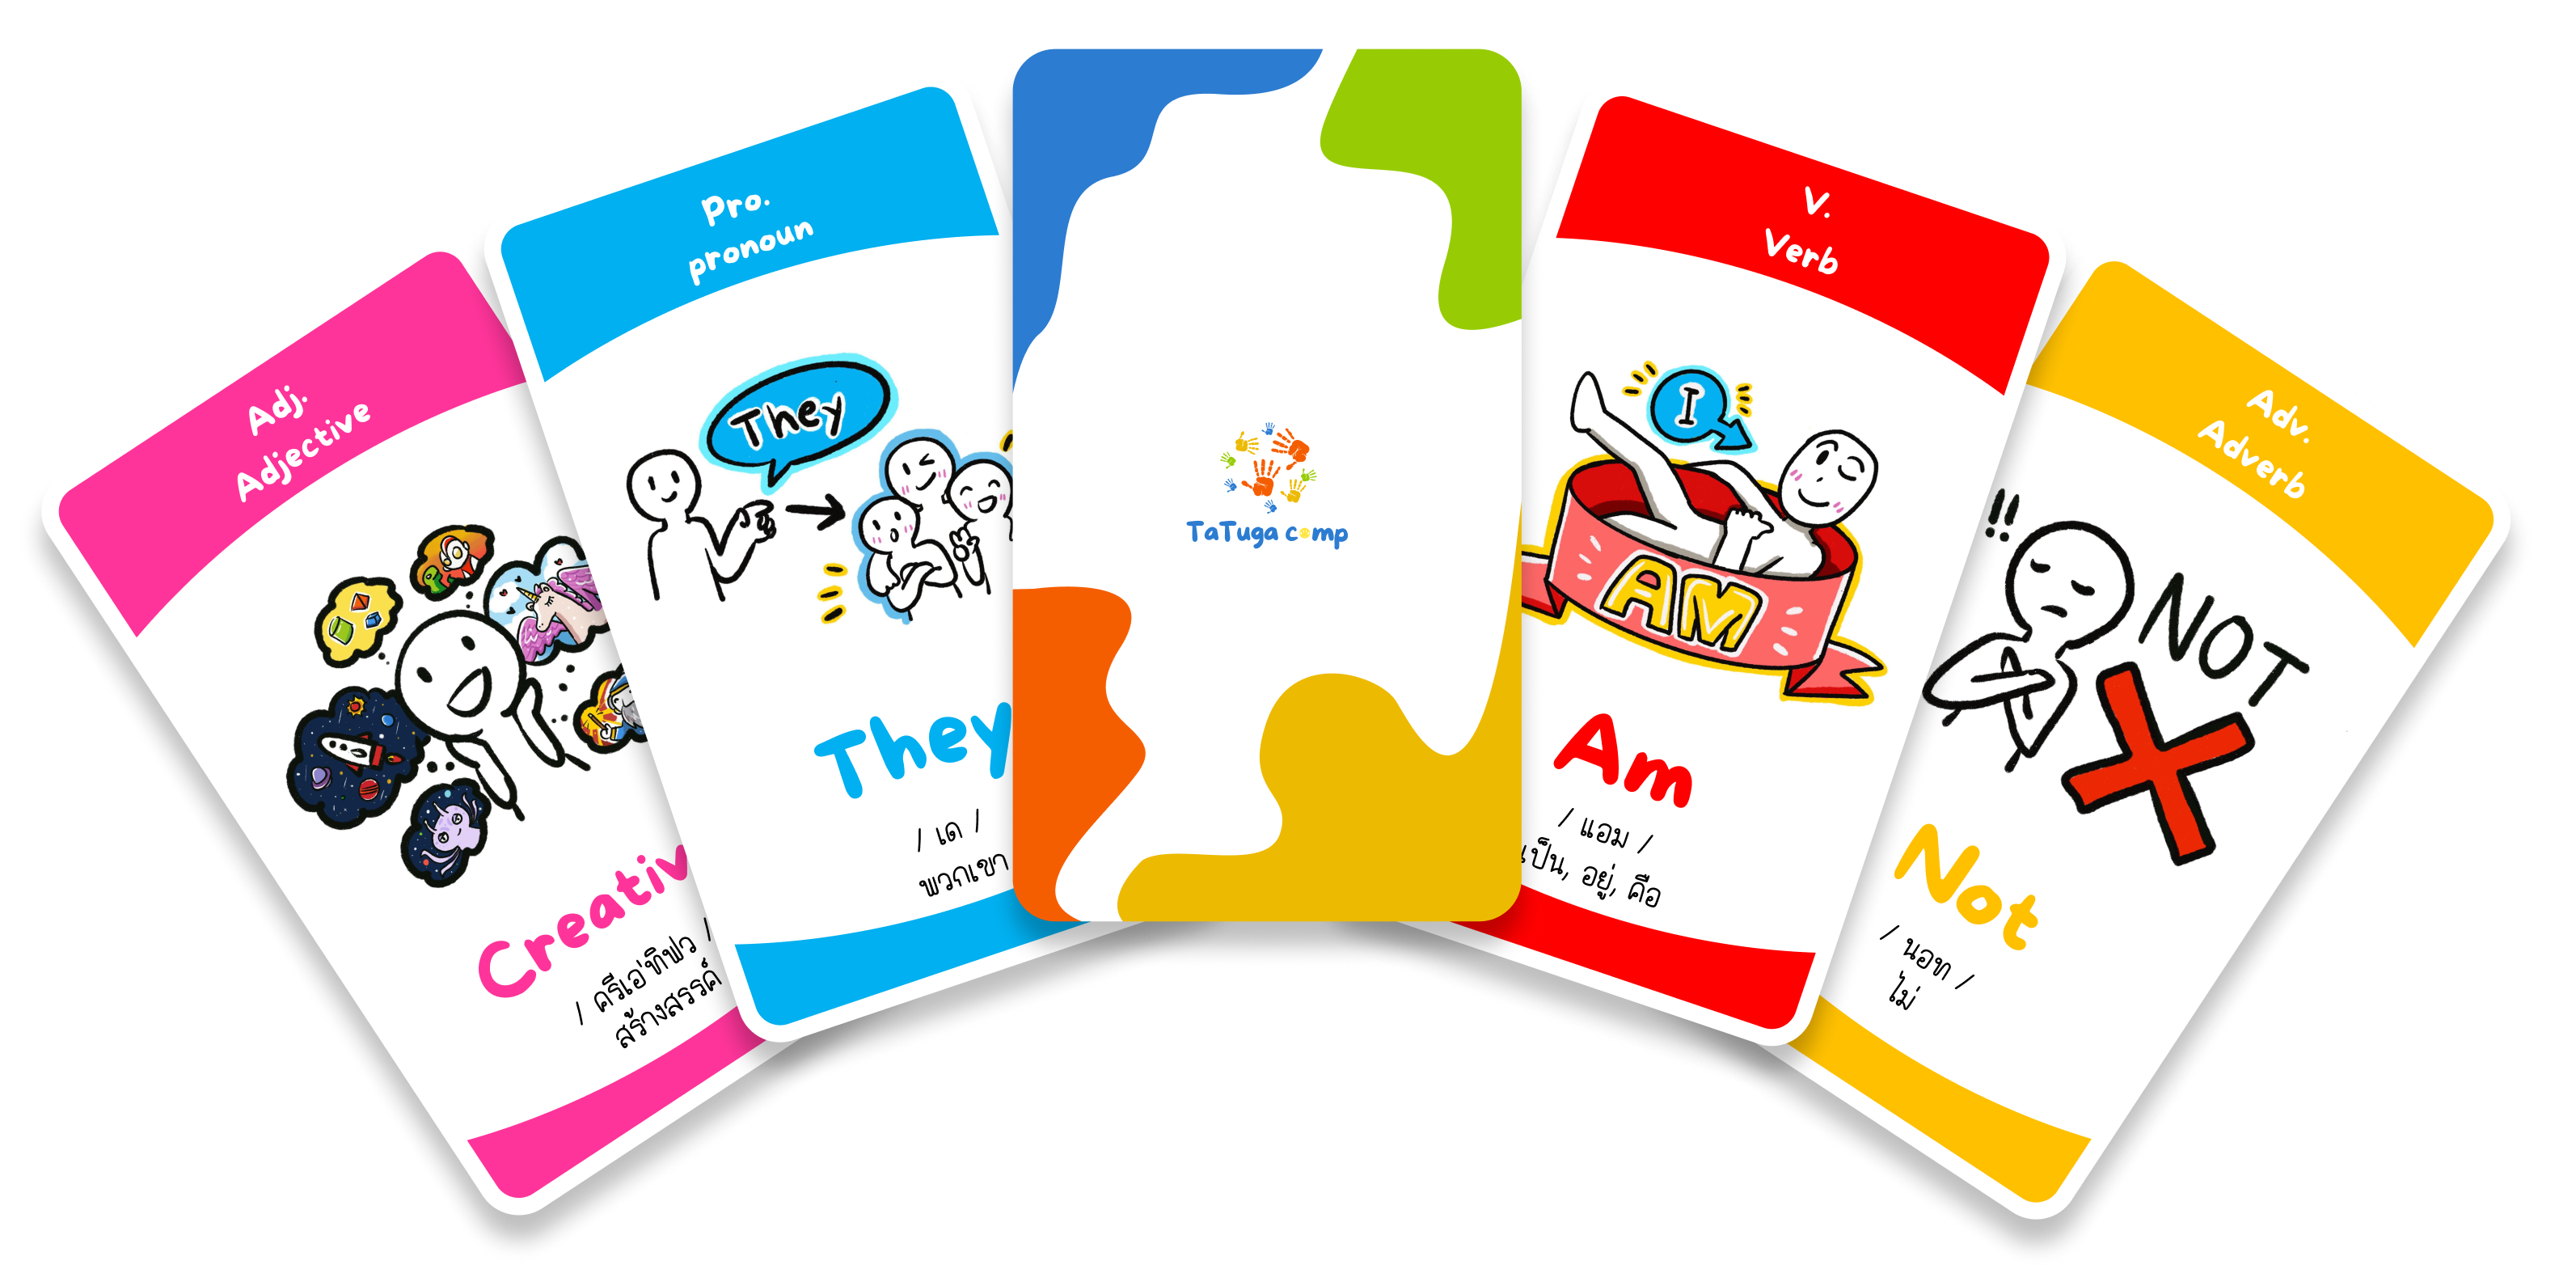 Adj.
Adjective
Creativ
/ ครีเอ่ทิฟว /
สร้างสรรค์
Pro.
pronoun
They
They
/ เด /
พวกเขา
TaTuga camp
V.
Verb
I
AM
Am
/ แอม /
เป็น, อยู่, คือ
Adv.
Adverb
!!
NOT
Not
/ นอท /
ไม่